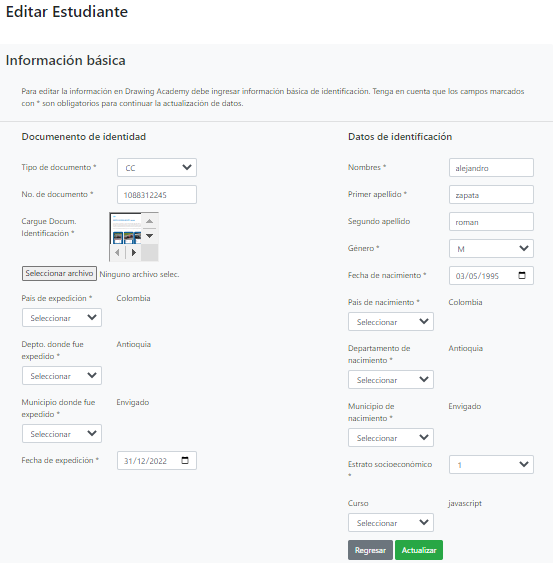 Editar Estudiante
Información básica
Para editar la información en Drawing Academy debe ingresar información básica de identificación. Tenga en cuenta que los campos marcados
con * son obligatorios para continuar la actualización de datos.
Documenento de identidad
Tipo de documento * CC
No. de documento * 1088312245
Cargue Docum.
Identificación *
Seleccionar archivo Ninguno archivo selec.
País de expedición * Colombia
Seleccionar
Depto. donde fue
expedido * Antioquia
Seleccionar
Municipio donde fue
expedido * Envigado
Seleccionar
Fecha de expedición * 31/12/2022
Datos de identificación
Nombres * alejandro
Primer apellido * zapata
Segundo apellido roman
Género * M
Fecha de nacimiento * 03/05/1995
País de nacimiento * Colombia
Seleccionar
Departamento de
nacimiento * Antioquia
Seleccionar
Municipio de
nacimiento * Envigado
Seleccionar
Estrato socioeconómico
* 1
Curso javascript
Seleccionar
Regresar Actualizar